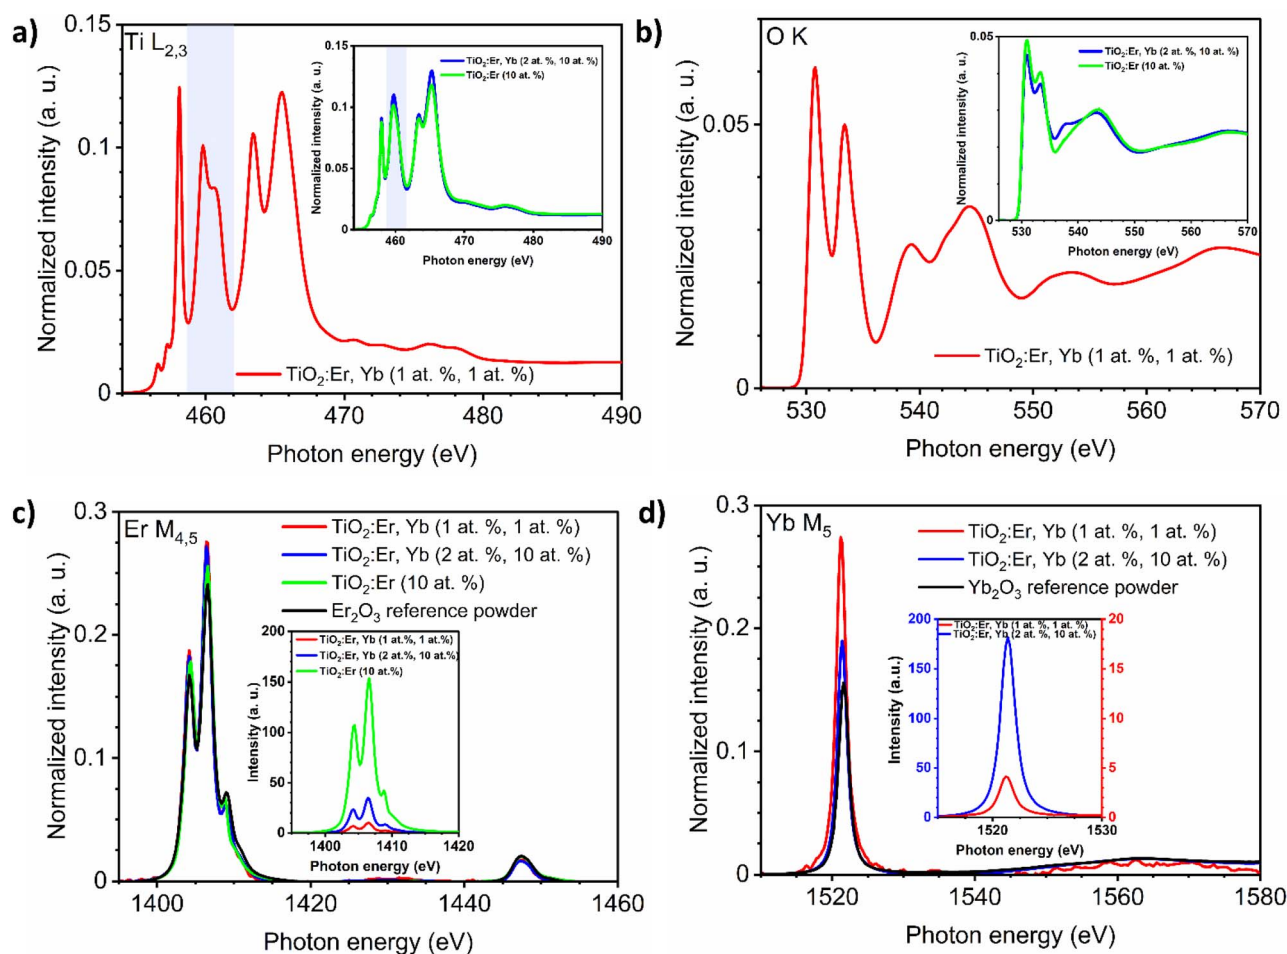 a)
Ti L2,3
TiO2:Er, Yb (2 at. %, 10 at. %)
TiO2:Er (10 at. %)
Normalized intensity (a. u.)
0.15
0.1
0.05
0
460
470
480
490
Photon energy (eV)
TiO2:Er, Yb (1 at. %, 1 at. %)
Normalized intensity (a. u.)
0.15
0.1
0.05
0
460
470
480
490
Photon energy (eV)
b)
O K
TiO2:Er, Yb (2 at. %, 10 at. %)
TiO2:Er (10 at. %)
Normalized intensity (a. u.)
0.05
0
530
540
550
560
570
Photon energy (eV)
TiO2:Er, Yb (1 at. %, 1 at. %)
Normalized intensity (a. u.)
0.05
0
530
540
550
560
570
Photon energy (eV)
c)
Er M4,5
TiO2:Er, Yb (1 at. %, 1 at. %)
TiO2:Er, Yb (2 at. %, 10 at. %)
TiO2:Er (10 at. %)
Er2O3 reference powder
TiO2:Er, Yb (1 at.%, 1 at.%)
TiO2:Er, Yb (2 at.%, 10 at.%)
TiO2:Er (10 at.%)
Intensity (a. u.)
200
150
100
50
0
1400
1410
1420
Photon energy (eV)
Normalized intensity (a. u.)
0.3
0.2
0.1
0
1400
1420
1440
1460
Photon energy (eV)
d)
Yb M5
TiO2:Er, Yb (1 at. %, 1 at. %)
TiO2:Er, Yb (2 at. %, 10 at. %)
Yb2O3 reference powder
TiO2:Er, Yb (1 at.%, 1 at.%)
TiO2:Er, Yb (2 at.%, 10 at.%)
Intensity (a.u.)
200
150
100
50
0
20
15
10
5
0
1520
1530
Photon energy (eV)
Normalized intensity (a. u.)
0.3
0.2
0.1
0
1520
1540
1560
1580
Photon energy (eV)